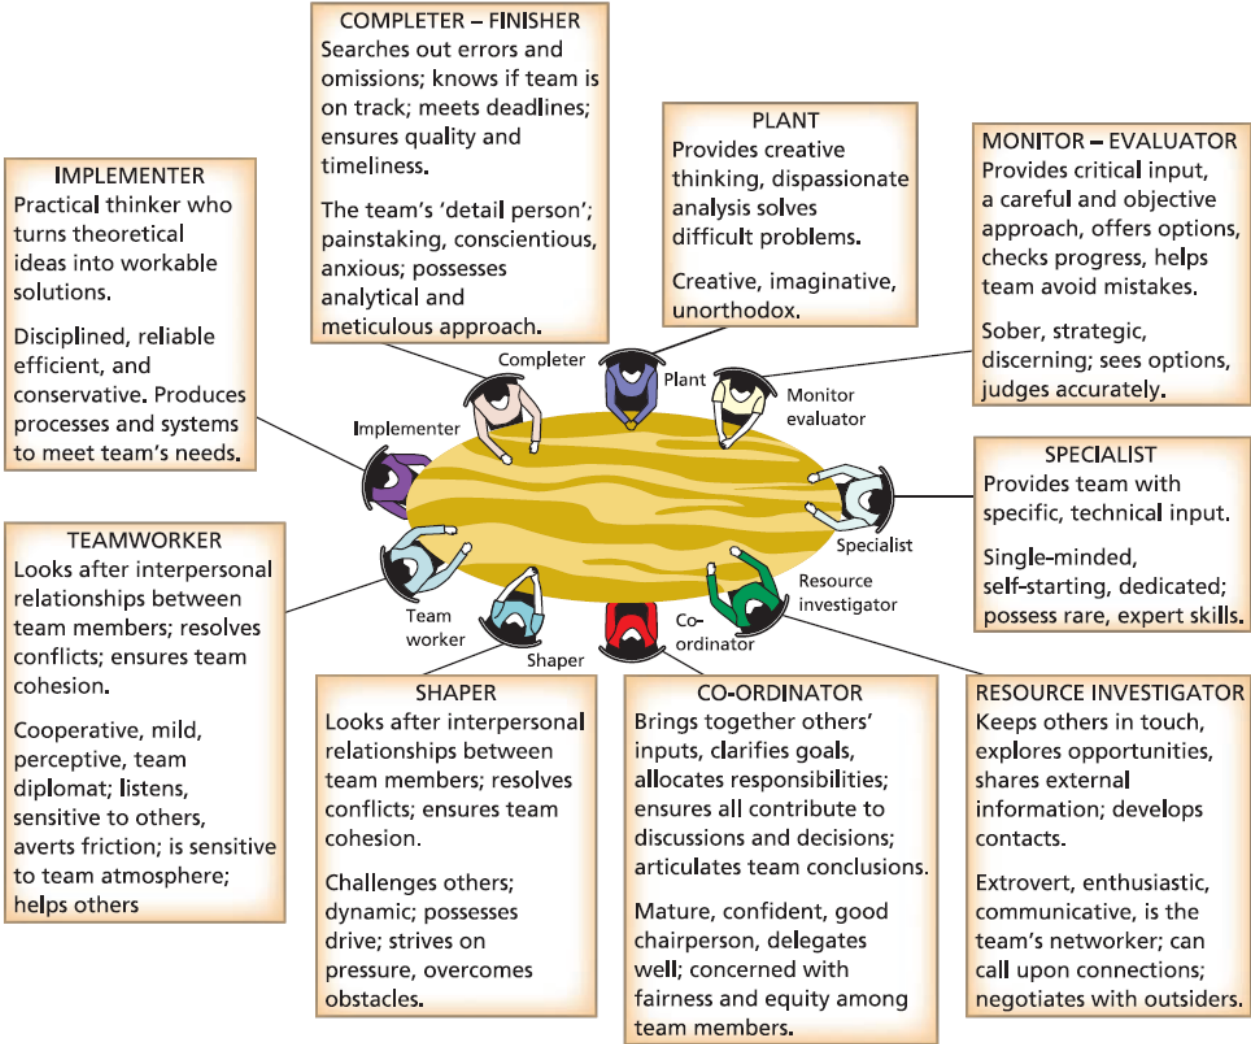 COMPLETER – FINISHER
Searches out errors and
omissions; knows if team is
on track; meets deadlines;
ensures quality and
timeliness.
The team's 'detail person';
painstaking, conscientious,
anxious; possesses
analytical and
meticulous approach.
PLANT
Provides creative
thinking, dispassionate
analysis solves
difficult problems.
Creative, imaginative,
unorthodox.
MONITOR – EVALUATOR
Provides critical input,
a careful and objective
approach, offers options,
checks progress, helps
team avoid mistakes.
Sober, strategic,
discerning; sees options,
judges accurately.
IMPLEMENTER
Practical thinker who
turns theoretical
ideas into workable
solutions.
Disciplined, reliable
efficient, and
conservative. Produces
processes and systems
to meet team's needs.
Completer
Plant
Monitor
evaluator
Implementer
Specialist
Resource
investigator
Co-
ordinator
Shaper
Team
worker
SPECIALIST
Provides team with
specific, technical input.
Single-minded,
self-starting, dedicated;
possess rare, expert skills.
TEAMWORKER
Looks after interpersonal
relationships between
team members; resolves
conflicts; ensures team
cohesion.
Cooperative, mild,
perceptive, team
diplomat; listens,
sensitive to others,
averts friction; is sensitive
to team atmosphere;
helps others
SHAPER
Looks after interpersonal
relationships between
team members; resolves
conflicts; ensures team
cohesion.
Challenges others;
dynamic; possesses
drive; strives on
pressure, overcomes
obstacles.
CO-ORDINATOR
Brings together others'
inputs, clarifies goals,
allocates responsibilities;
ensures all contribute to
discussions and decisions;
articulates team conclusions.
Mature, confident, good
chairperson, delegates
well; concerned with
fairness and equity among
team members.
RESOURCE INVESTIGATOR
Keeps others in touch,
explores opportunities,
shares external
information; develops
contacts.
Extrovert, enthusiastic,
communicative, is the
team's networker; can
call upon connections;
negotiates with outsiders.